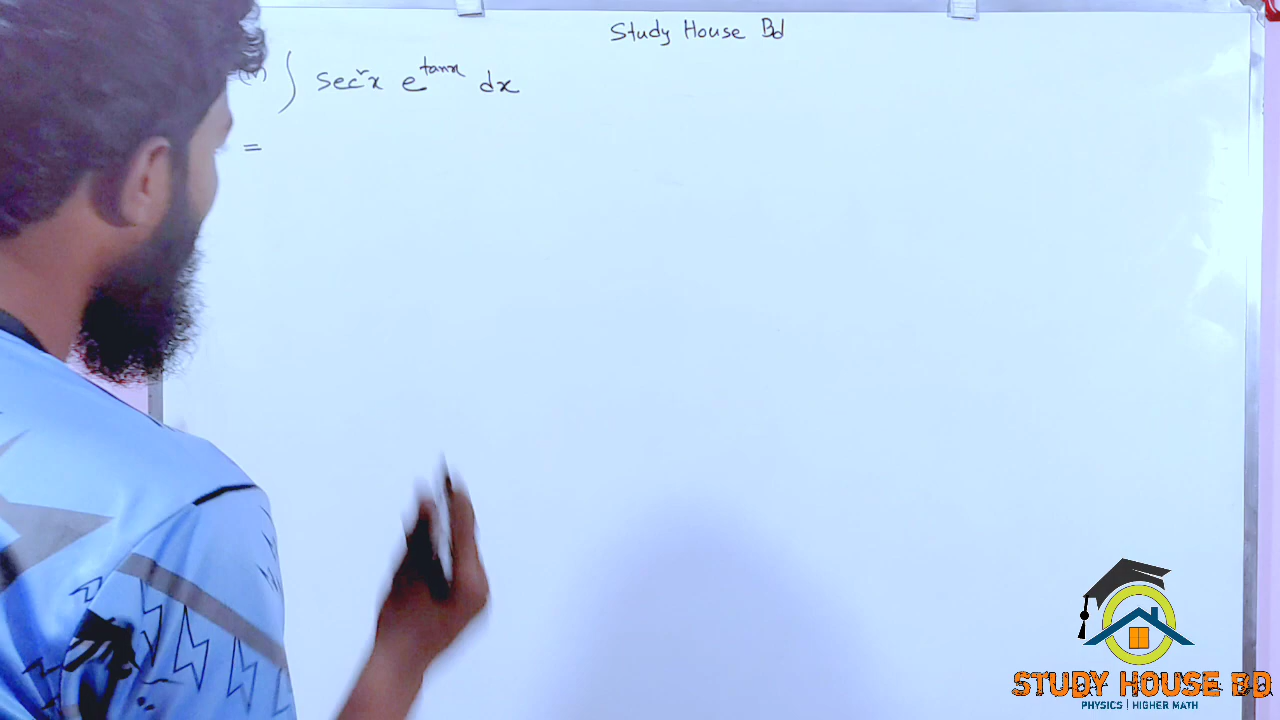 Study House Bd
∫ sec²x e^tanx dx
=
STUDY HOUSE BD
PHYSICS | HIGHER MATH